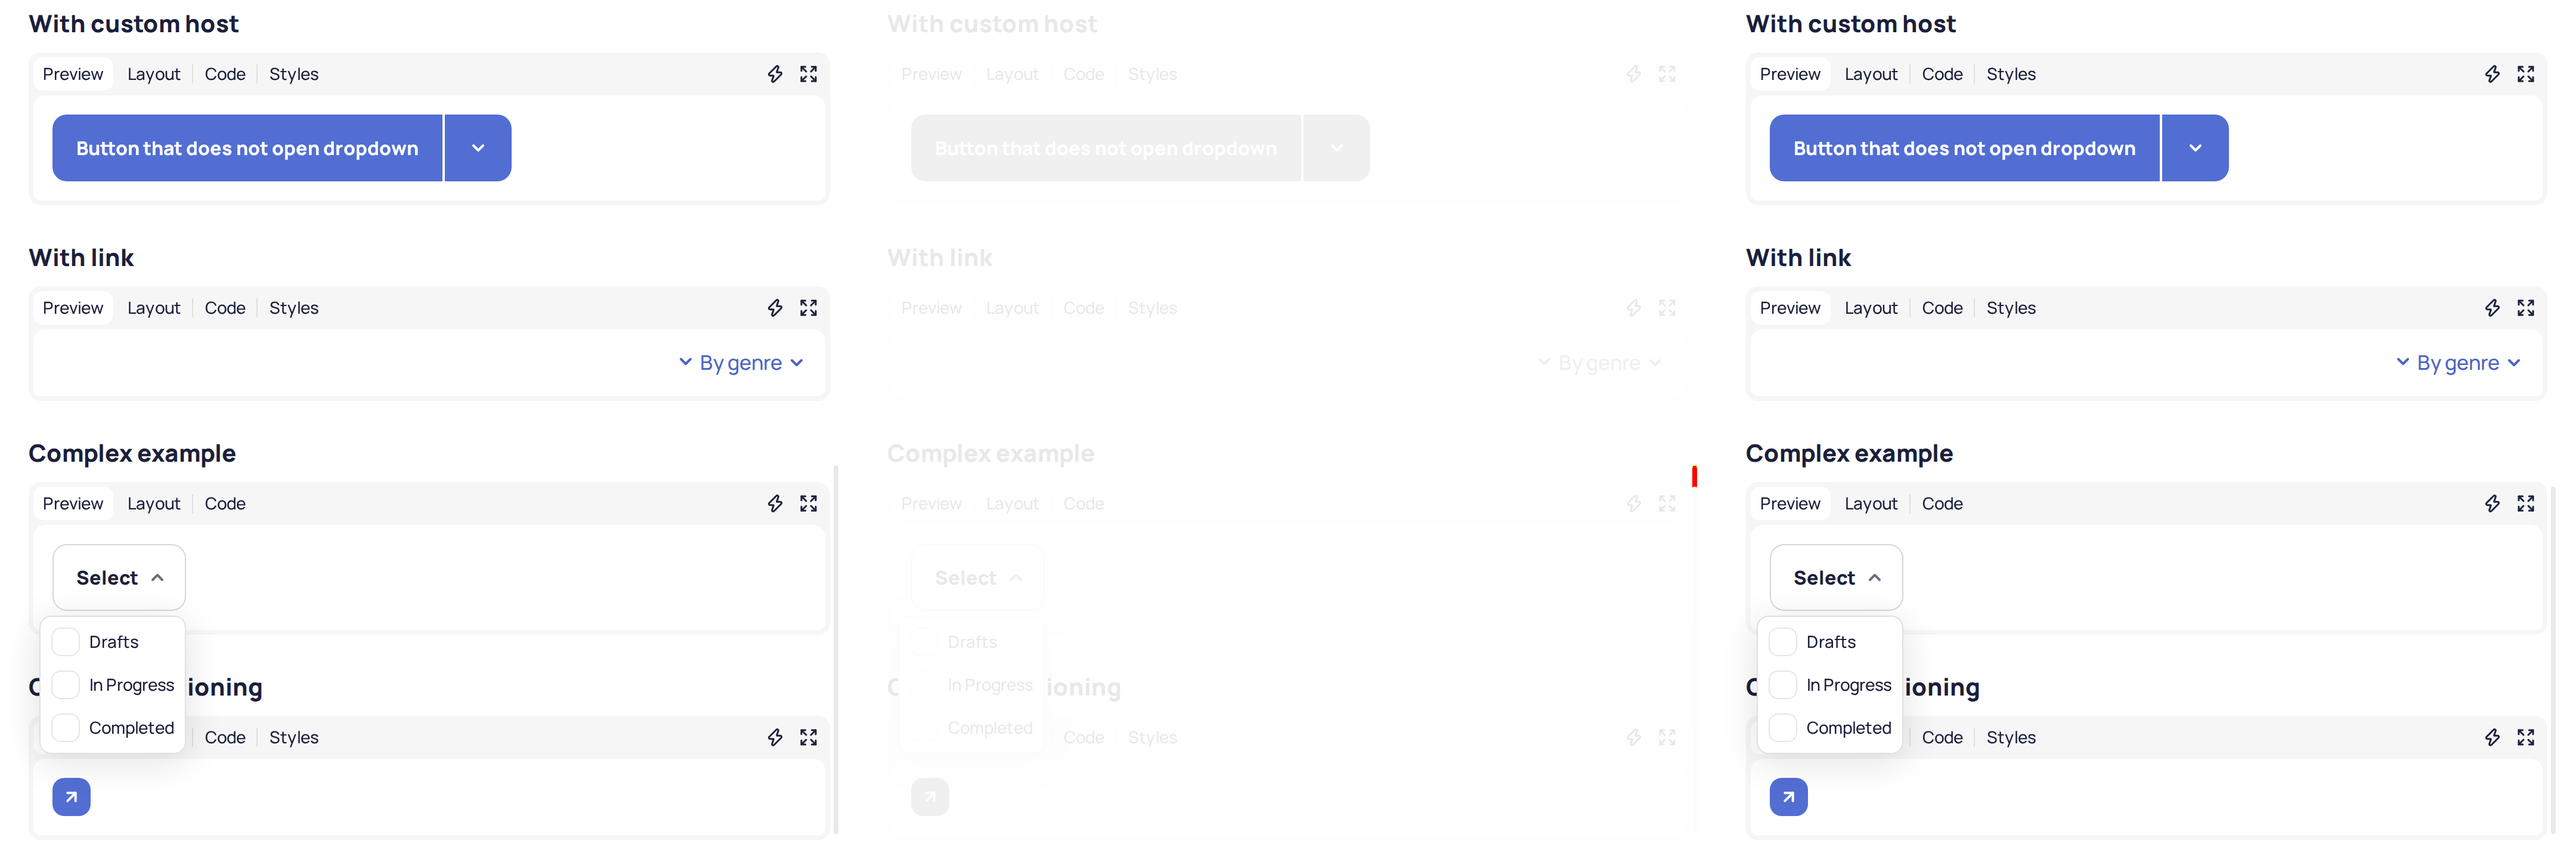 With custom host
Preview Layout Code Styles
Button that does not open dropdown
With link
Preview Layout Code Styles
By genre
Complex example
Preview Layout Code
Select
Drafts
In Progress
Completed
ioning
Code Styles
With custom host
Preview Layout Code Styles
Button that does not open dropdown
With link
Preview Layout Code Styles
By genre
Complex example
Preview Layout Code
Select
Drafts
In Progress
Completed
ioning
Code Styles
With custom host
Preview Layout Code Styles
Button that does not open dropdown
With link
Preview Layout Code Styles
By genre
Complex example
Preview Layout Code
Select
Drafts
In Progress
Completed
ioning
Code Styles